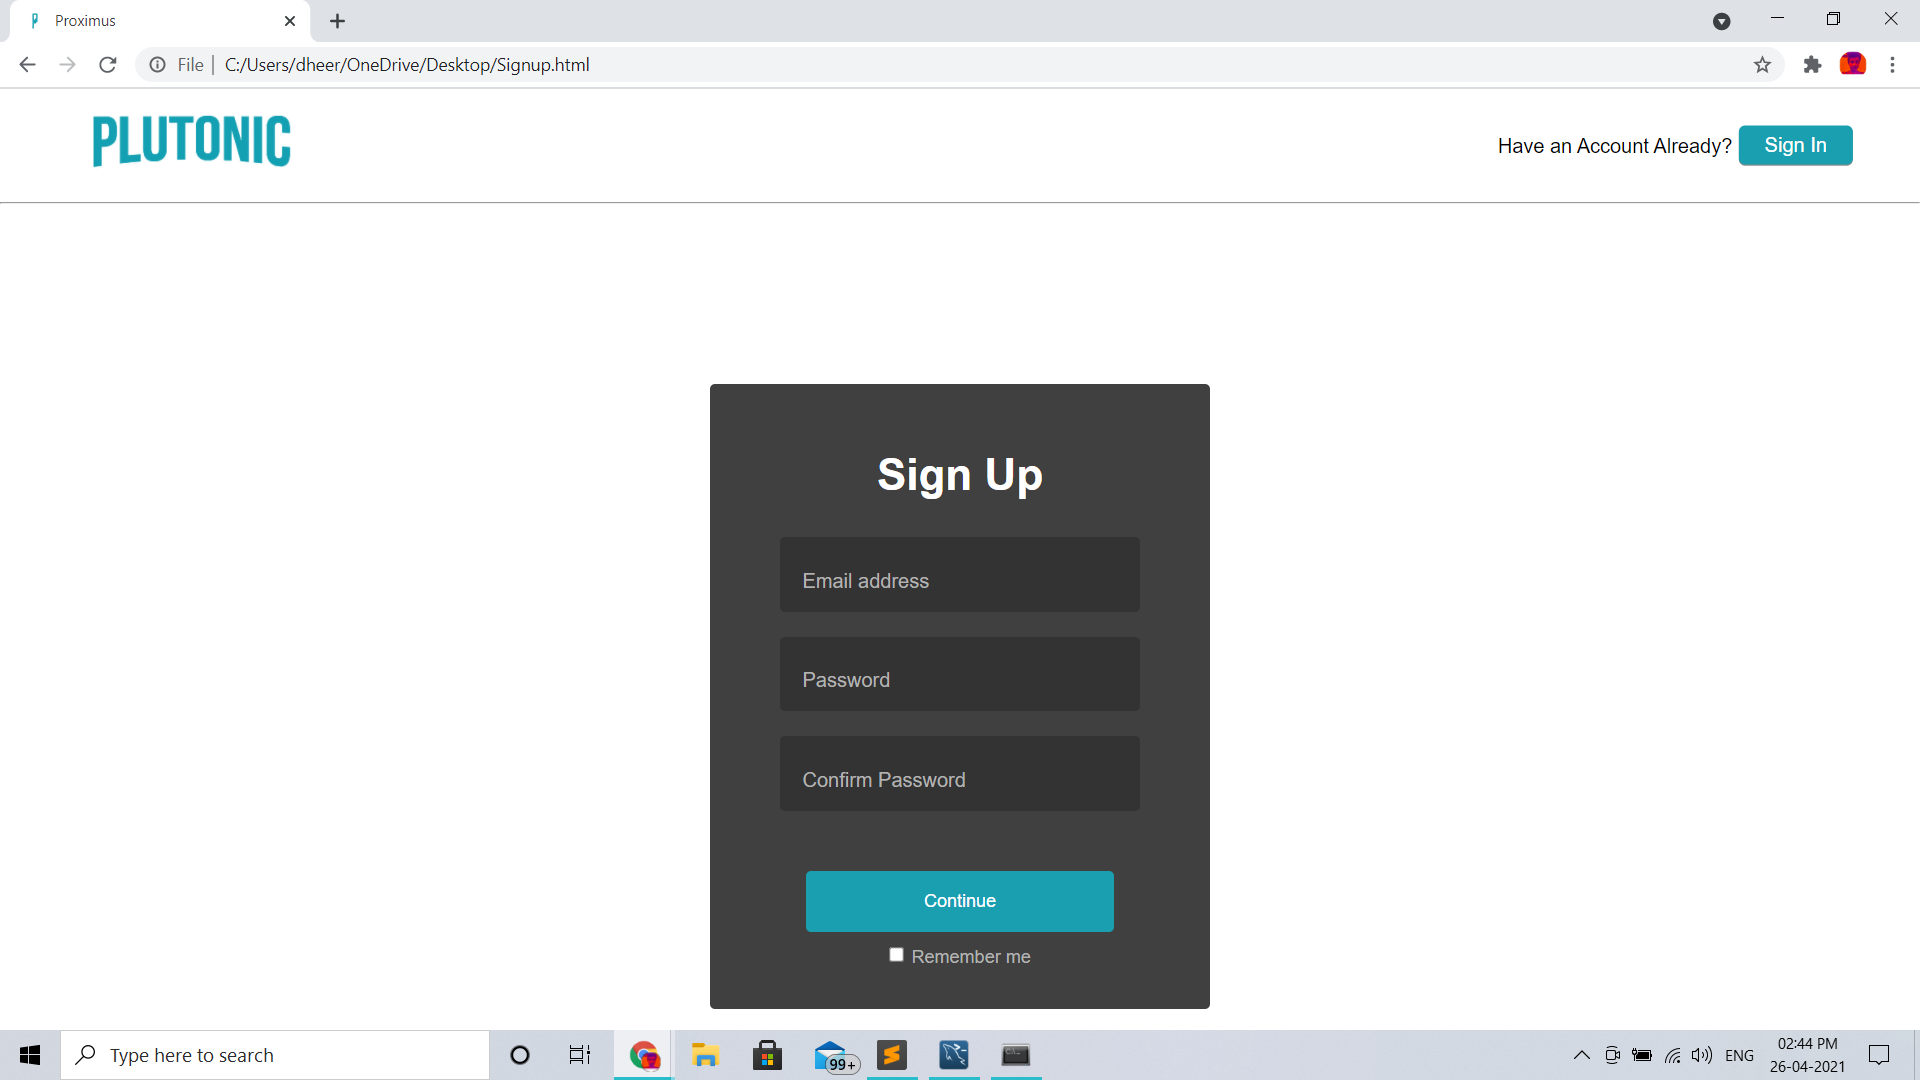 Proximus
File | C:/Users/dheer/OneDrive/Desktop/Signup.html
PLUTONIC
Have an Account Already? Sign In
Sign Up
Email address
Password
Confirm Password
Continue
Remember me
Type here to search
99+
ENG
02:44 PM
26-04-2021